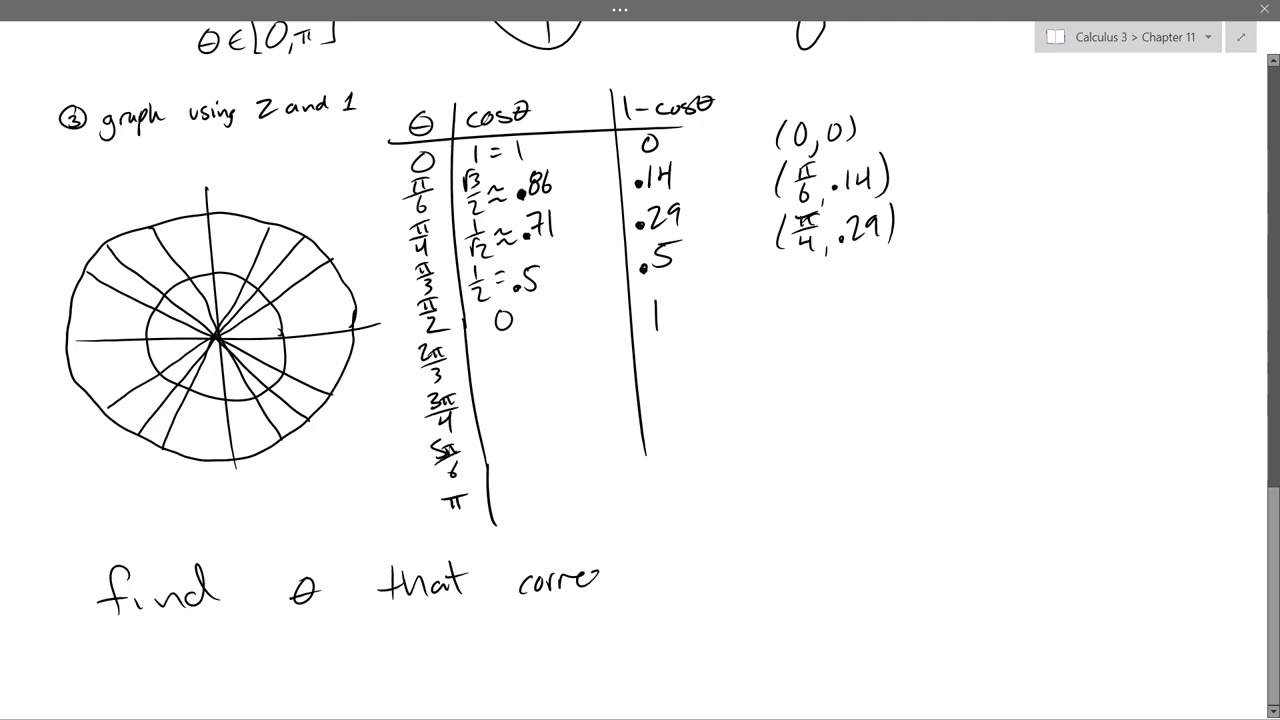 ...
Calculus 3 > Chapter 11
θ ∈ [0, π]
③ graph using 2 and 1
θ | cosθ | 1 - cosθ
0 | 1 = 1 | 0
π/6 | √3/2 ≈ .86 | .14
π/4 | 1/√2 ≈ .71 | .29
π/3 | 1/2 = .5 | .5
π/2 | 0 | 1
2π/3
3π/4
5π/6
π
(0, 0)
(π/6, .14)
(π/4, .29)
find θ that corre